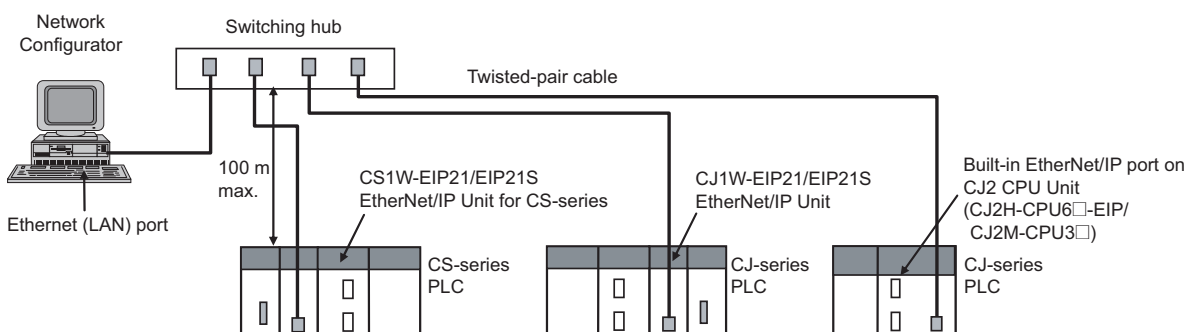 Network
Configurator
Switching hub
Twisted-pair cable
100 m
max.
Ethernet (LAN) port
CS1W-EIP21/EIP21S
EtherNet/IP Unit for CS-series
CJ1W-EIP21/EIP21S
EtherNet/IP Unit
Built-in EtherNet/IP port on
CJ2 CPU Unit
(CJ2H-CPU6□-EIP/
CJ2M-CPU3□)
CS-series
PLC
CJ-series
PLC
CJ-series
PLC